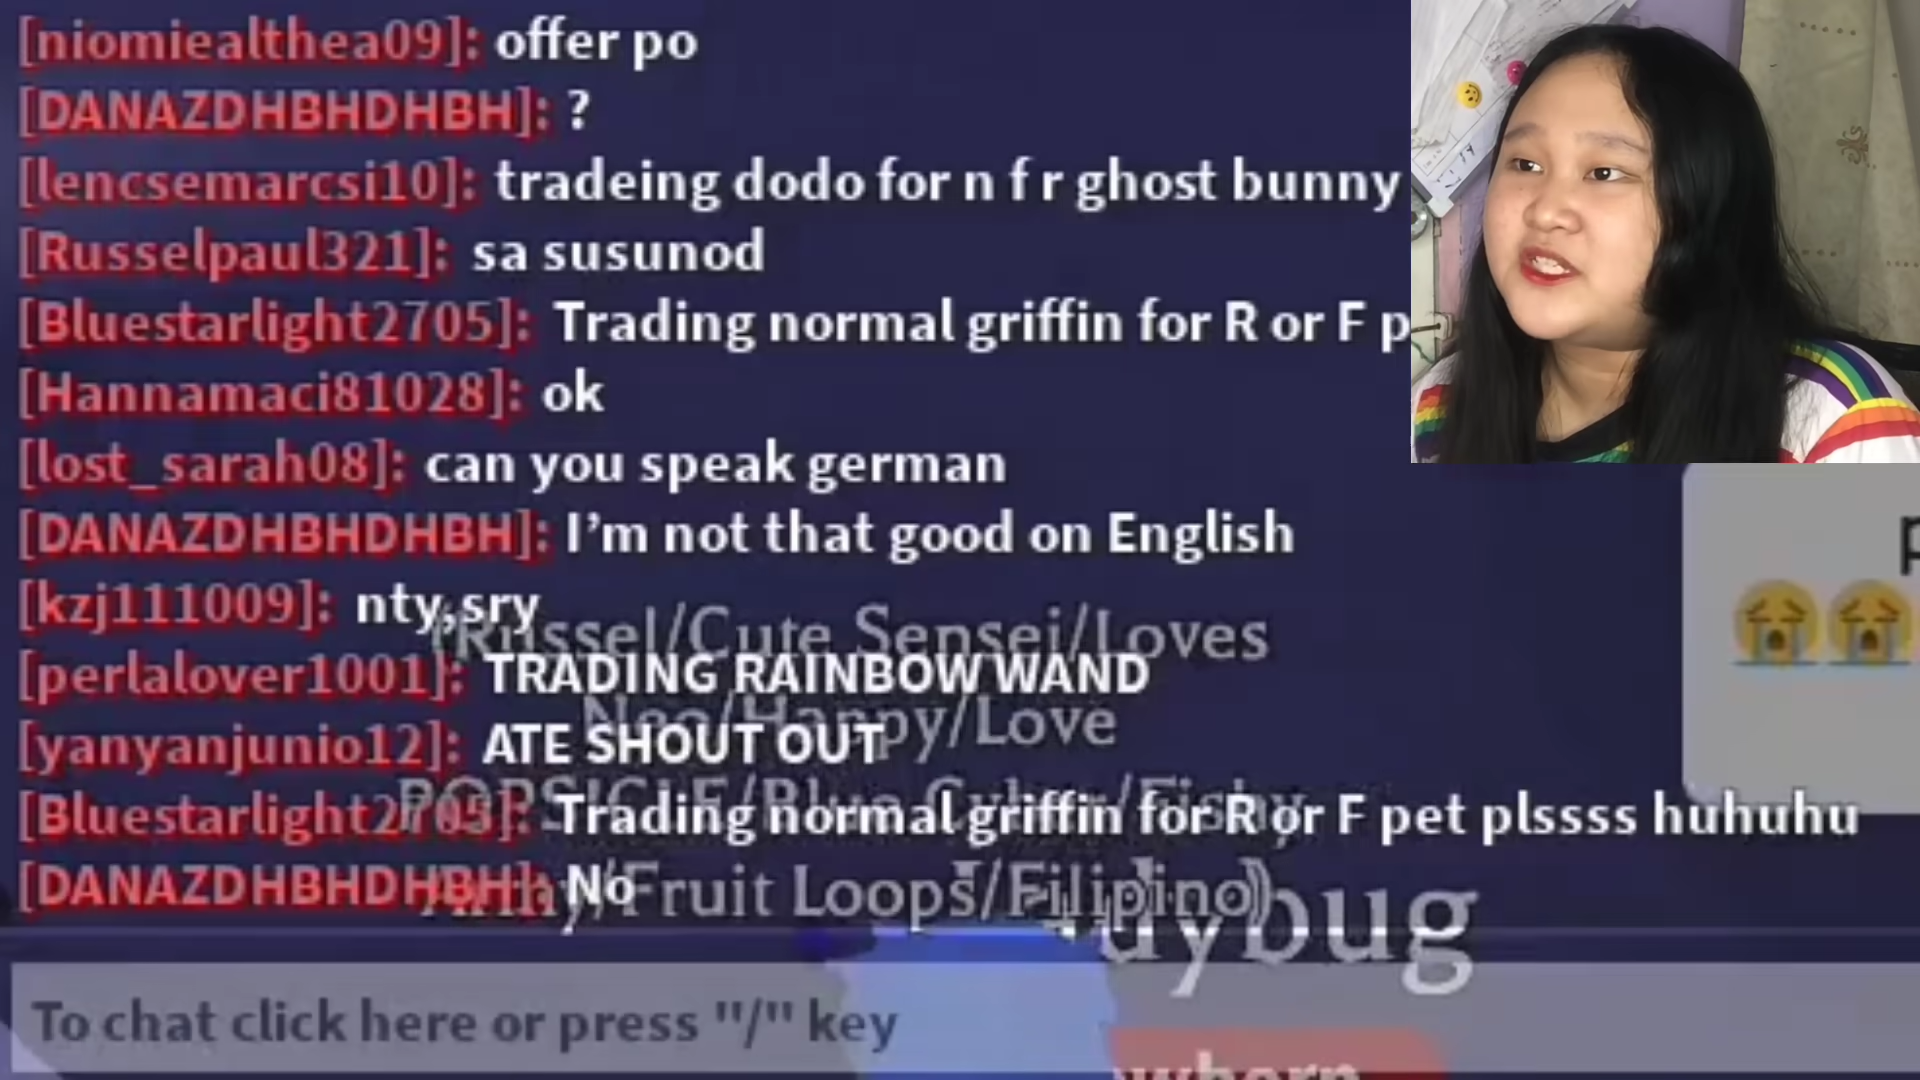 [niomiealthea09]: offer po
[DANAZDHBHDHBH]: ?
[lencsemarcsi10]: tradeing dodo for n f r ghost bunny
[Russelpaul321]: sa susunod
[Bluestarlight2705]: Trading normal griffin for R or F p
[Hannamaci81028]: ok
[lost_sarah08]: can you speak german
[DANAZDHBHDHBH]: I'm not that good on English
[kzj111009]: nty,sry
Russel/Cute Sensei/Loves
[perlalover1001]: TRADING RAINBOW WAND
Neo/Happy/Love
[yanyanjunio12]: ATE SHOUT OUT
[Bluestarlight2705]: Trading normal griffin for R or F pet plssss huhuhu
[DANAZDHBHDHBH]: No
Army/Fruit Loops/Filipino)
To chat click here or press "/" key